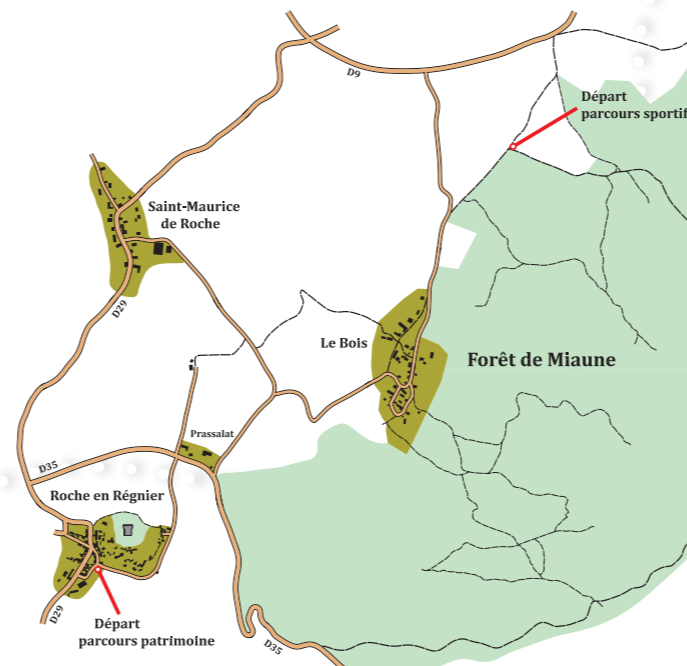 D9
Départ
parcours sportif
Saint-Maurice
de Roche
D29
Le Bois
Forêt de Miaune
Prassalat
D35
Roche en Régnier
D29
Départ
parcours patrimoine
D35